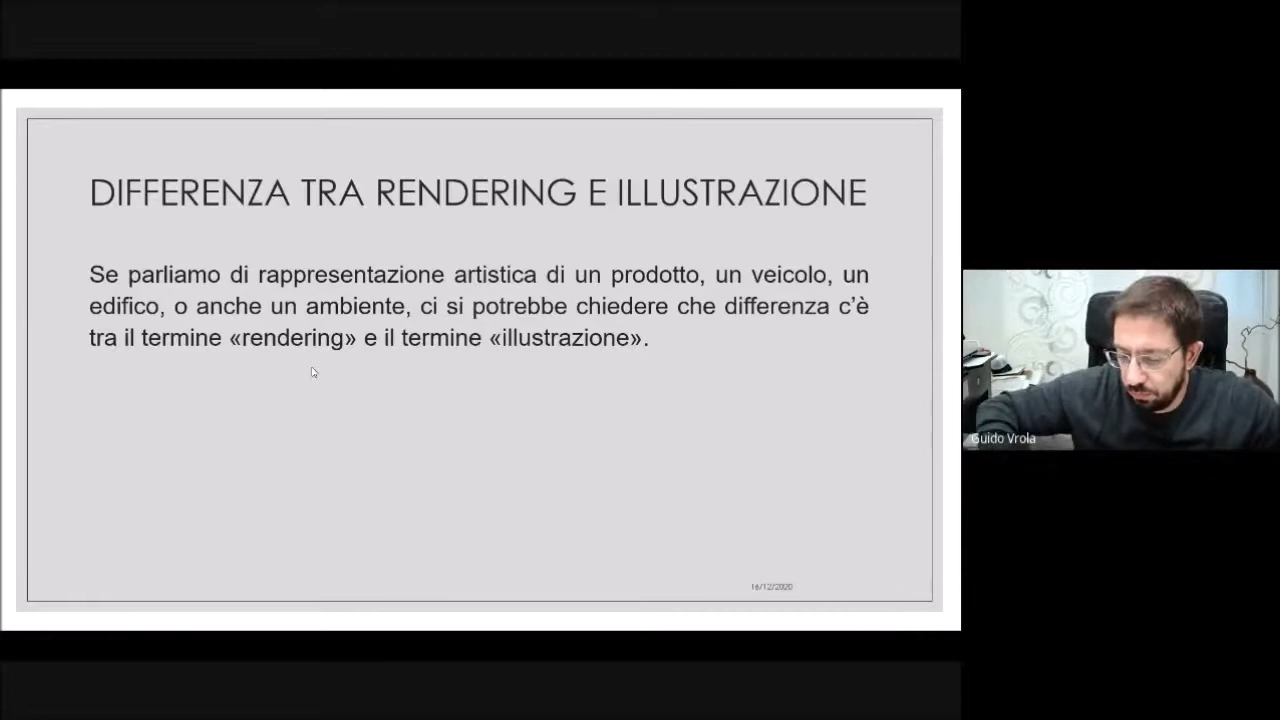 DIFFERENZA TRA RENDERING E ILLUSTRAZIONE
Se parliamo di rappresentazione artistica di un prodotto, un veicolo, un
edifico, o anche un ambiente, ci si potrebbe chiedere che differenza c’è
tra il termine «rendering» e il termine «illustrazione».
16/12/2020
Guido Vrola